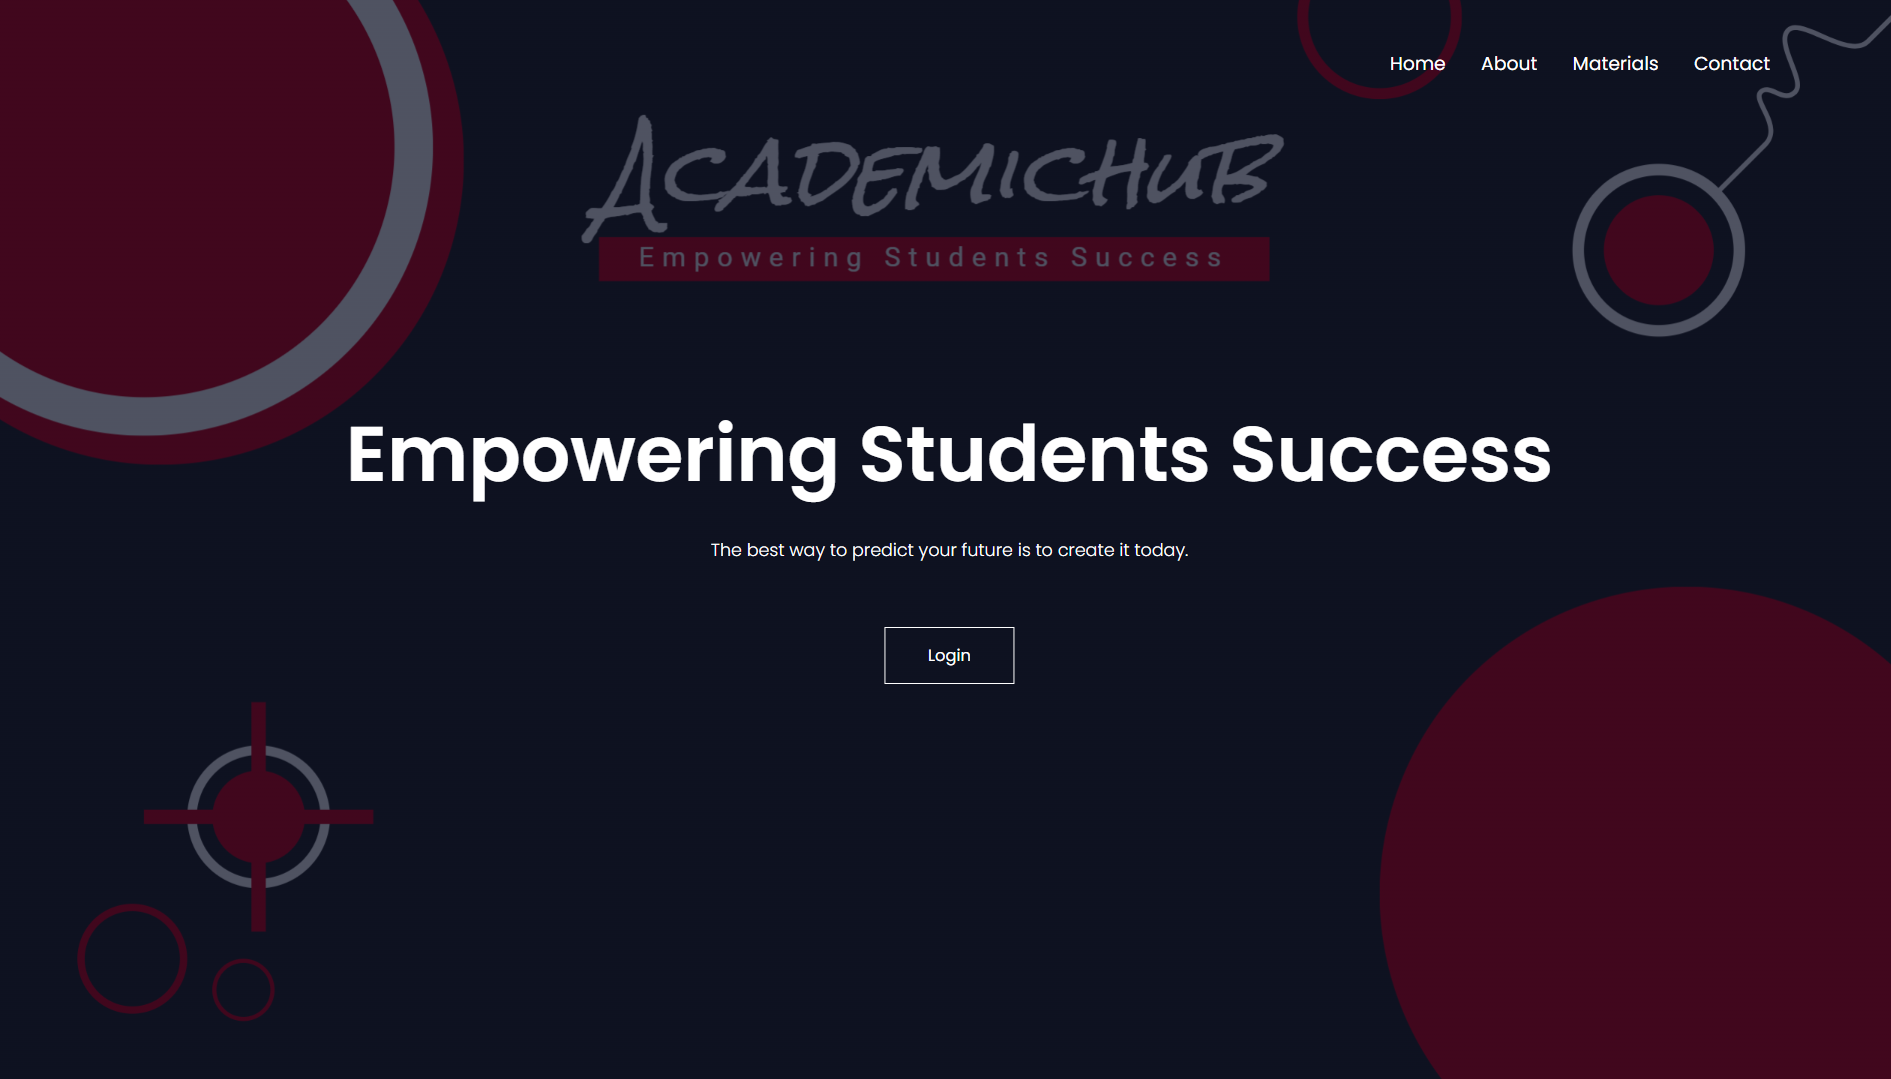 Home About Materials Contact
AcademicHub
Empowering Students Success
Empowering Students Success
The best way to predict your future is to create it today.
Login